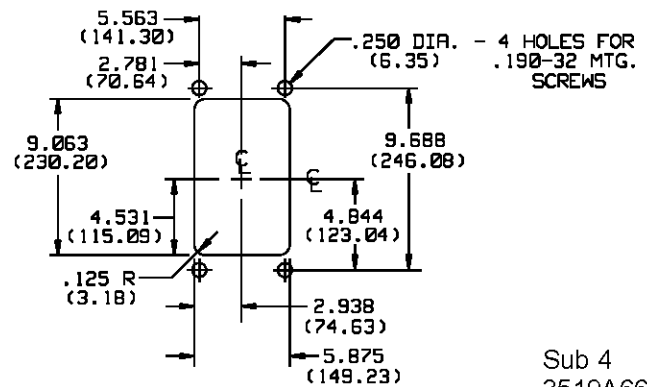 5.563
(141.30)
2.781
(70.64)
.250 DIA. - 4 HOLES FOR
(6.35) .190-32 MTG.
SCREWS
9.063
(230.20)
9.688
(246.08)
CL
CL
4.531
(115.09)
4.844
(123.04)
.125 R
(3.18)
2.938
(74.63)
5.875
(149.23)
Sub 4